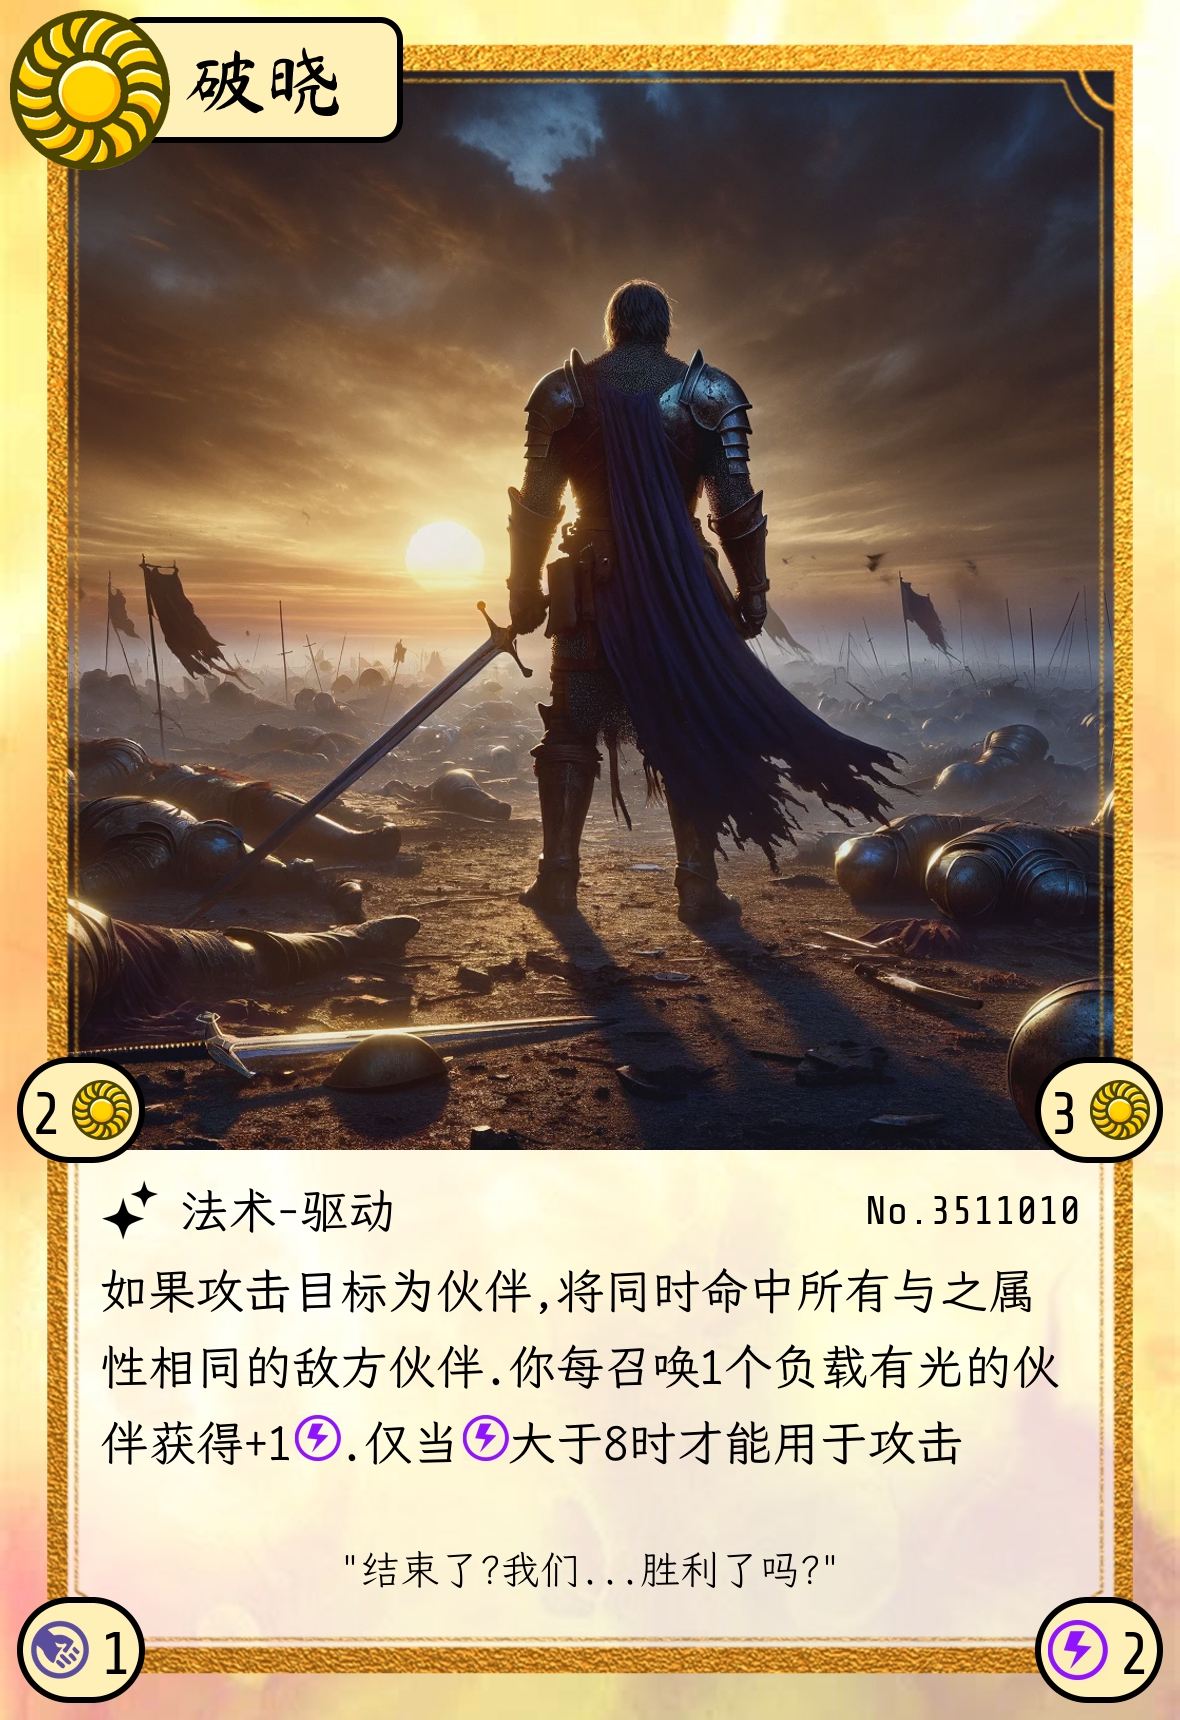 破晓
2
3
法术-驱动
No.3511010
如果攻击目标为伙伴,将同时命中所有与之属
性相同的敌方伙伴.你每召唤1个负载有光的伙
伴获得+1.仅当大于8时才能用于攻击
"结束了?我们...胜利了吗?"
1
2